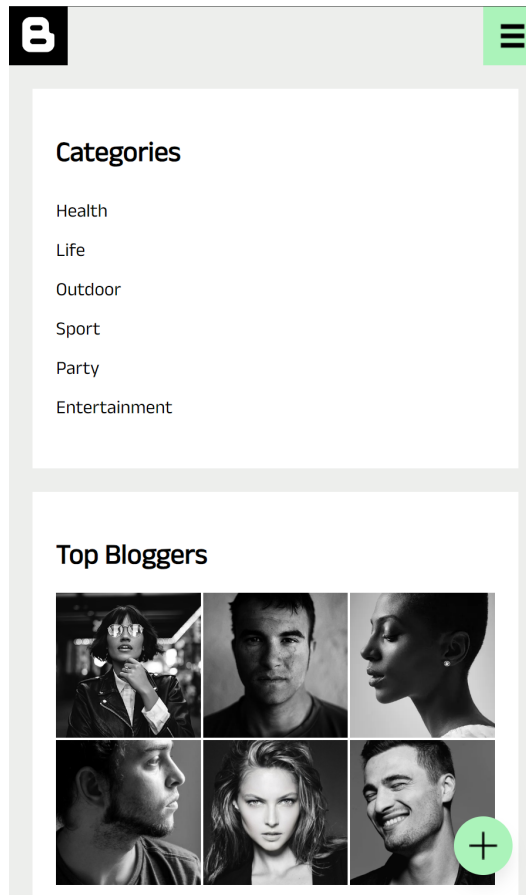 B
Categories
Health
Life
Outdoor
Sport
Party
Entertainment
Top Bloggers